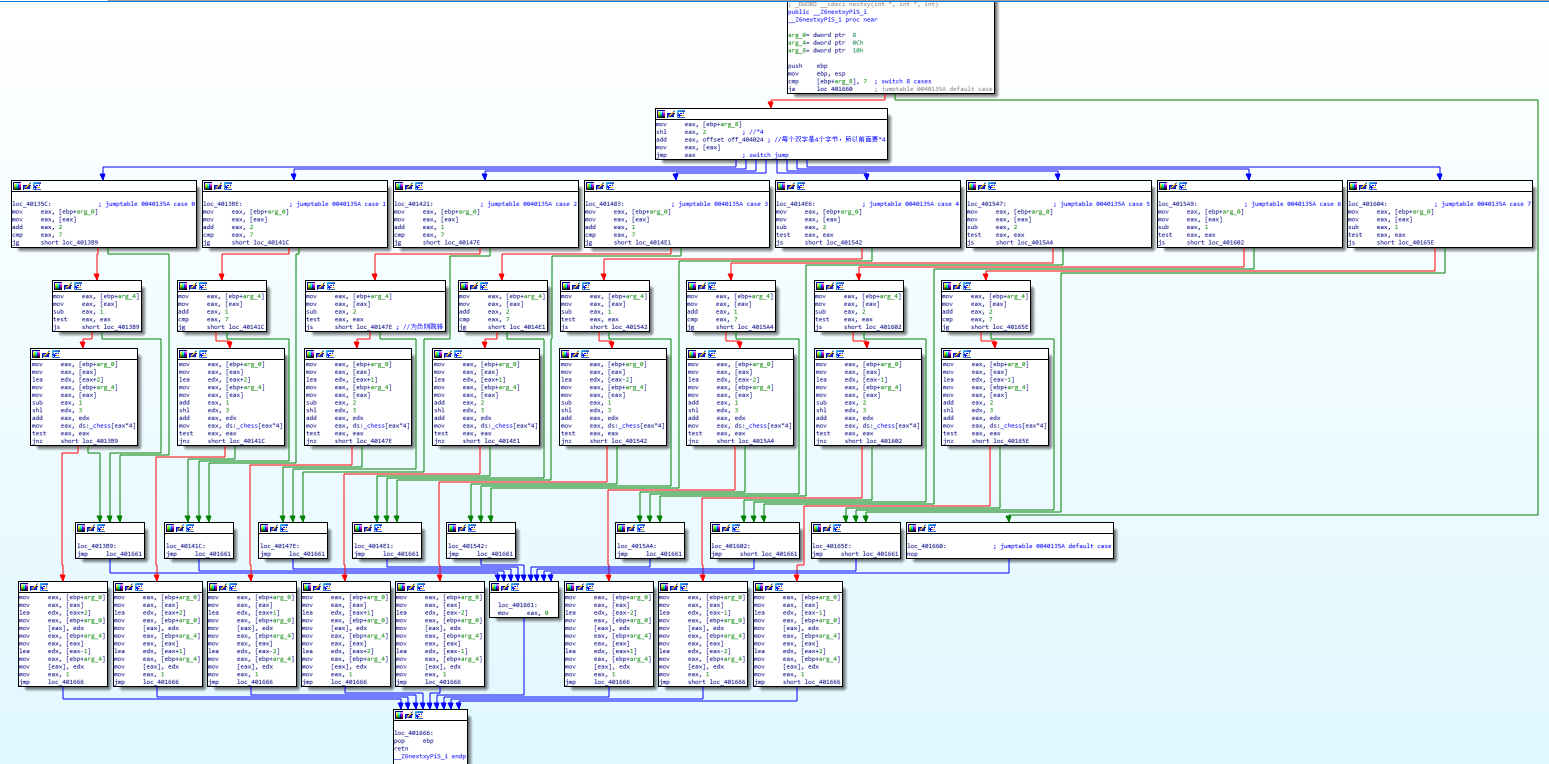 ; _DWORD __cdecl nextxy(int *, int *, int)
public __Z6nextxyPiS_i
__Z6nextxyPiS_i proc near
arg_0= dword ptr 8
arg_4= dword ptr 0Ch
arg_8= dword ptr 10h
push ebp
mov ebp, esp
cmp [ebp+arg_8], 7 ; switch 8 cases
ja loc_401660 ; jumptable 0040135A default case
mov eax, [ebp+arg_8]
shl eax, 2 ; //*4
add eax, offset off_404024 ; //每个双字是4个字节，所以前面要*4
mov eax, [eax]
jmp eax ; switch jump
loc_40135C: ; jumptable 0040135A case 0
mov eax, [ebp+arg_0]
mov eax, [eax]
add eax, 2
cmp eax, 7
jg short loc_4013B9
loc_4013BE: ; jumptable 0040135A case 1
mov eax, [ebp+arg_0]
mov eax, [eax]
add eax, 2
cmp eax, 7
jg short loc_40141C
loc_401421: ; jumptable 0040135A case 2
mov eax, [ebp+arg_0]
mov eax, [eax]
add eax, 1
cmp eax, 7
jg short loc_40147E
loc_401483: ; jumptable 0040135A case 3
mov eax, [ebp+arg_0]
mov eax, [eax]
add eax, 1
cmp eax, 7
jg short loc_4014E1
loc_4014E6: ; jumptable 0040135A case 4
mov eax, [ebp+arg_0]
mov eax, [eax]
sub eax, 2
test eax, eax
js short loc_401542
loc_401547: ; jumptable 0040135A case 5
mov eax, [ebp+arg_0]
mov eax, [eax]
sub eax, 2
test eax, eax
js short loc_4015A4
loc_4015A9: ; jumptable 0040135A case 6
mov eax, [ebp+arg_0]
mov eax, [eax]
sub eax, 1
test eax, eax
js short loc_401602
loc_401604: ; jumptable 0040135A case 7
mov eax, [ebp+arg_0]
mov eax, [eax]
sub eax, 1
test eax, eax
js short loc_40165E
mov eax, [ebp+arg_4]
mov eax, [eax]
sub eax, 1
test eax, eax
js short loc_4013B9
mov eax, [ebp+arg_4]
mov eax, [eax]
add eax, 1
cmp eax, 7
jg short loc_40141C
mov eax, [ebp+arg_4]
mov eax, [eax]
sub eax, 2
test eax, eax
js short loc_40147E ; //为负则跳转
mov eax, [ebp+arg_4]
mov eax, [eax]
add eax, 2
cmp eax, 7
jg short loc_4014E1
mov eax, [ebp+arg_4]
mov eax, [eax]
sub eax, 1
test eax, eax
js short loc_401542
mov eax, [ebp+arg_4]
mov eax, [eax]
add eax, 1
cmp eax, 7
jg short loc_4015A4
mov eax, [ebp+arg_4]
mov eax, [eax]
sub eax, 2
test eax, eax
js short loc_401602
mov eax, [ebp+arg_4]
mov eax, [eax]
add eax, 2
cmp eax, 7
jg short loc_40165E
mov eax, [ebp+arg_0]
mov eax, [eax]
lea edx, [eax+2]
mov eax, [ebp+arg_4]
mov eax, [eax]
sub eax, 1
shl edx, 3
add eax, edx
mov eax, ds:_chess[eax*4]
test eax, eax
jnz short loc_4013B9
mov eax, [ebp+arg_0]
mov eax, [eax]
lea edx, [eax+2]
mov eax, [ebp+arg_4]
mov eax, [eax]
add eax, 1
shl edx, 3
add eax, edx
mov eax, ds:_chess[eax*4]
test eax, eax
jnz short loc_40141C
mov eax, [ebp+arg_0]
mov eax, [eax]
lea edx, [eax+1]
mov eax, [ebp+arg_4]
mov eax, [eax]
sub eax, 2
shl edx, 3
add eax, edx
mov eax, ds:_chess[eax*4]
test eax, eax
jnz short loc_40147E
mov eax, [ebp+arg_0]
mov eax, [eax]
lea edx, [eax+1]
mov eax, [ebp+arg_4]
mov eax, [eax]
add eax, 2
shl edx, 3
add eax, edx
mov eax, ds:_chess[eax*4]
test eax, eax
jnz short loc_4014E1
mov eax, [ebp+arg_0]
mov eax, [eax]
lea edx, [eax-2]
mov eax, [ebp+arg_4]
mov eax, [eax]
sub eax, 1
shl edx, 3
add eax, edx
mov eax, ds:_chess[eax*4]
test eax, eax
jnz short loc_401542
mov eax, [ebp+arg_0]
mov eax, [eax]
lea edx, [eax-2]
mov eax, [ebp+arg_4]
mov eax, [eax]
add eax, 1
shl edx, 3
add eax, edx
mov eax, ds:_chess[eax*4]
test eax, eax
jnz short loc_4015A4
mov eax, [ebp+arg_0]
mov eax, [eax]
lea edx, [eax-1]
mov eax, [ebp+arg_4]
mov eax, [eax]
sub eax, 2
shl edx, 3
add eax, edx
mov eax, ds:_chess[eax*4]
test eax, eax
jnz short loc_401602
mov eax, [ebp+arg_0]
mov eax, [eax]
lea edx, [eax-1]
mov eax, [ebp+arg_4]
mov eax, [eax]
add eax, 2
shl edx, 3
add eax, edx
mov eax, ds:_chess[eax*4]
test eax, eax
jnz short loc_40165E
loc_4013B9:
jmp loc_401661
loc_40141C:
jmp loc_401661
loc_40147E:
jmp loc_401661
loc_4014E1:
jmp loc_401661
loc_401542:
jmp loc_401661
loc_4015A4:
jmp loc_401661
loc_401602:
jmp short loc_401661
loc_40165E:
jmp short loc_401661
loc_401660: ; jumptable 0040135A default case
nop
mov eax, [ebp+arg_0]
mov eax, [eax]
lea edx, [eax+2]
mov eax, [ebp+arg_0]
mov [eax], edx
mov eax, [ebp+arg_4]
mov eax, [eax]
lea edx, [eax-1]
mov eax, [ebp+arg_4]
mov [eax], edx
mov eax, 1
jmp loc_401666
mov eax, [ebp+arg_0]
mov eax, [eax]
lea edx, [eax+2]
mov eax, [ebp+arg_0]
mov [eax], edx
mov eax, [ebp+arg_4]
mov eax, [eax]
lea edx, [eax+1]
mov eax, [ebp+arg_4]
mov [eax], edx
mov eax, 1
jmp loc_401666
mov eax, [ebp+arg_0]
mov eax, [eax]
lea edx, [eax+1]
mov eax, [ebp+arg_0]
mov [eax], edx
mov eax, [ebp+arg_4]
mov eax, [eax]
lea edx, [eax-2]
mov eax, [ebp+arg_4]
mov [eax], edx
mov eax, 1
jmp loc_401666
mov eax, [ebp+arg_0]
mov eax, [eax]
lea edx, [eax+1]
mov eax, [ebp+arg_0]
mov [eax], edx
mov eax, [ebp+arg_4]
mov eax, [eax]
lea edx, [eax+2]
mov eax, [ebp+arg_4]
mov [eax], edx
mov eax, 1
jmp loc_401666
mov eax, [ebp+arg_0]
mov eax, [eax]
lea edx, [eax-2]
mov eax, [ebp+arg_0]
mov [eax], edx
mov eax, [ebp+arg_4]
mov eax, [eax]
lea edx, [eax-1]
mov eax, [ebp+arg_4]
mov [eax], edx
mov eax, 1
jmp loc_401666
loc_401661:
mov eax, 0
mov eax, [ebp+arg_0]
mov eax, [eax]
lea edx, [eax-2]
mov eax, [ebp+arg_0]
mov [eax], edx
mov eax, [ebp+arg_4]
mov eax, [eax]
lea edx, [eax+1]
mov eax, [ebp+arg_4]
mov [eax], edx
mov eax, 1
jmp loc_401666
mov eax, [ebp+arg_0]
mov eax, [eax]
lea edx, [eax-1]
mov eax, [ebp+arg_0]
mov [eax], edx
mov eax, [ebp+arg_4]
mov eax, [eax]
lea edx, [eax-2]
mov eax, [ebp+arg_4]
mov [eax], edx
mov eax, 1
jmp short loc_401666
mov eax, [ebp+arg_0]
mov eax, [eax]
lea edx, [eax-1]
mov eax, [ebp+arg_0]
mov [eax], edx
mov eax, [ebp+arg_4]
mov eax, [eax]
lea edx, [eax+2]
mov eax, [ebp+arg_4]
mov [eax], edx
mov eax, 1
jmp short loc_401666
loc_401666:
pop ebp
retn
__Z6nextxyPiS_i endp